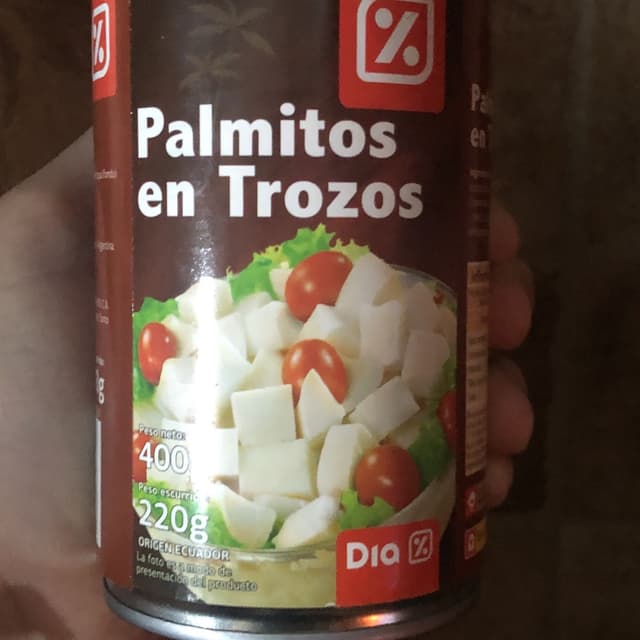 Palmitos
en Trozos
Peso neto:
400
Peso escurri
220g
ORIGEN ECUADOR
La foto es a modo de
presentación del producto
Dia %